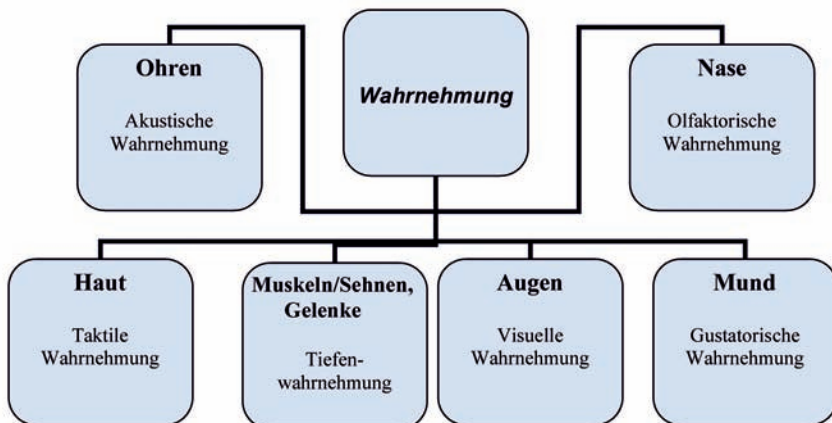 Wahrnehmung
Ohren
Akustische
Wahrnehmung
Nase
Olfaktorische
Wahrnehmung
Haut
Taktile
Wahrnehmung
Muskeln/Sehnen,
Gelenke
Tiefen-
wahrnehmung
Augen
Visuelle
Wahrnehmung
Mund
Gustatorische
Wahrnehmung